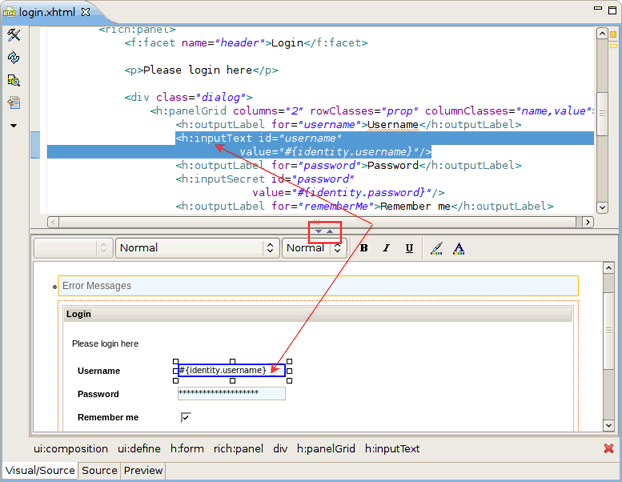 login.xhtml
<rich:panel>
<f:facet name="header">Login</f:facet>
<p>Please login here</p>
<div class="dialog">
<h:panelGrid columns="2" rowClasses="prop" columnClasses="name,value">
<h:outputLabel for="username">Username</h:outputLabel>
<h:inputText id="username"
value="#{identity.username}"/>
<h:outputLabel for="password">Password</h:outputLabel>
<h:inputSecret id="password"
value="#{identity.password}"/>
<h:outputLabel for="rememberMe">Remember me</h:outputLabel>
Normal Normal B I U A
Error Messages
Login
Please login here
Username #{identity.username}
Password *******************
Remember me
ui:composition ui:define h:form rich:panel div h:panelGrid h:inputText
Visual/Source Source Preview